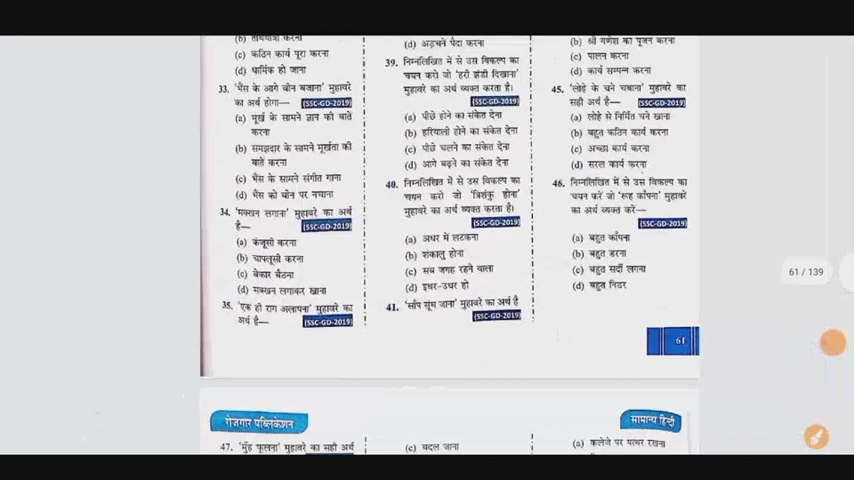 (b) तीर्थयात्रा करना
(c) कठिन कार्य पूरा करना
(d) धार्मिक हो जाना
33. 'भैंस के आगे बीन बजाना' मुहावरे
का अर्थ होगा— (SSC-GD-2019)
(a) मूर्ख के सामने ज्ञान की बातें
करना
(b) समझदार के सामने मूर्खता की
बातें करना
(c) भैंस के सामने संगीत गाना
(d) भैंस को बीन पर नचाना
34. 'मक्खन लगाना' मुहावरे का अर्थ
है— (SSC-GD-2019)
(a) कंजूसी करना
(b) चापलूसी करना
(c) बेकार बैठना
(d) मक्खन लगाकर खाना
35. 'एक ही राग अलापना' मुहावरे का
अर्थ है— (SSC-GD-2019)
(d) अड़चने पैदा करना
39. निम्नलिखित में से उस विकल्प का
चयन करो जो 'हरी झंडी दिखाना'
मुहावरे का अर्थ व्यक्त करता है।
(SSC-GD-2019)
(a) पीछे होने का संकेत देना
(b) हरियाली होने का संकेत देना
(c) पीछे चलने का संकेत देना
(d) आगे बढ़ने का संकेत देना
40. निम्नलिखित में से उस विकल्प का
चयन करो जो 'त्रिशंकु होना'
मुहावरे का अर्थ व्यक्त करता है।
(SSC-GD-2019)
(a) अधर में लटकना
(b) शंकालु होना
(c) सब जगह रहने वाला
(d) इधर-उधर हो
41. 'साँप सूंघ जाना' मुहावरे का अर्थ है
(SSC-GD-2019)
(b) श्री गणेश का पूजन करना
(c) पालन करना
(d) कार्य सम्पन्न करना
45. 'लोहे के चने चबाना' मुहावरे का
सही अर्थ है— (SSC-GD-2019)
(a) लोहे से निर्मित चने खाना
(b) बहुत कठिन कार्य करना
(c) अच्छा कार्य करना
(d) सरल कार्य करना
46. निम्नलिखित में से उस विकल्प का
चयन करें जो 'रूह काँपना' मुहावरे
का अर्थ व्यक्त करें—
(SSC-GD-2019)
(a) बहुत काँपना
(b) बहुत डरना
(c) बहुत सर्दी लगना
(d) बहुत निडर
61
61 / 139
रोजगार पब्लिकेशन
सामान्य हिन्दी
47. 'मुँह फूलना' मुहावरे का सही अर्थ
(c) बदल जाना
(a) कलेजे पर पत्थर रखना